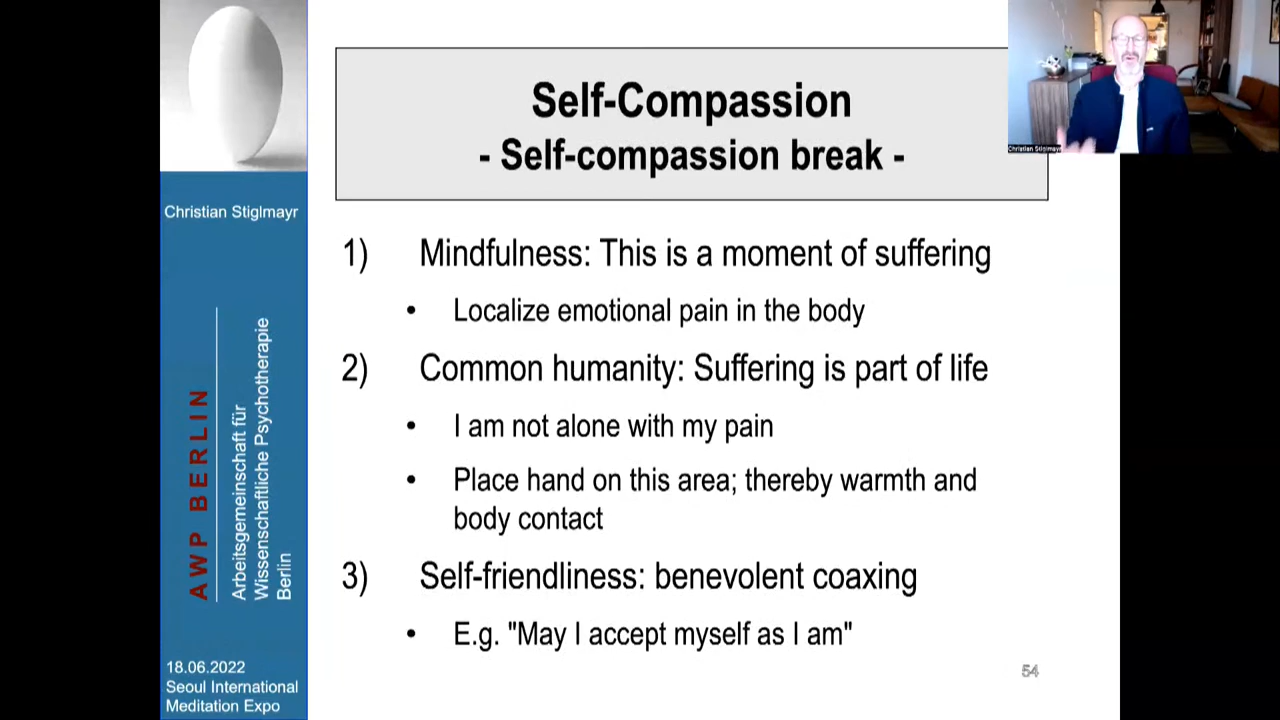 Self-Compassion
- Self-compassion break -
Christian Stiglmayr
Christian Stiglmayr
1) Mindfulness: This is a moment of suffering
• Localize emotional pain in the body
2) Common humanity: Suffering is part of life
• I am not alone with my pain
• Place hand on this area; thereby warmth and
body contact
3) Self-friendliness: benevolent coaxing
• E.g. "May I accept myself as I am"
54
AWP BERLIN
Arbeitsgemeinschaft für
Wissenschaftliche Psychotherapie
Berlin
18.06.2022
Seoul International
Meditation Expo